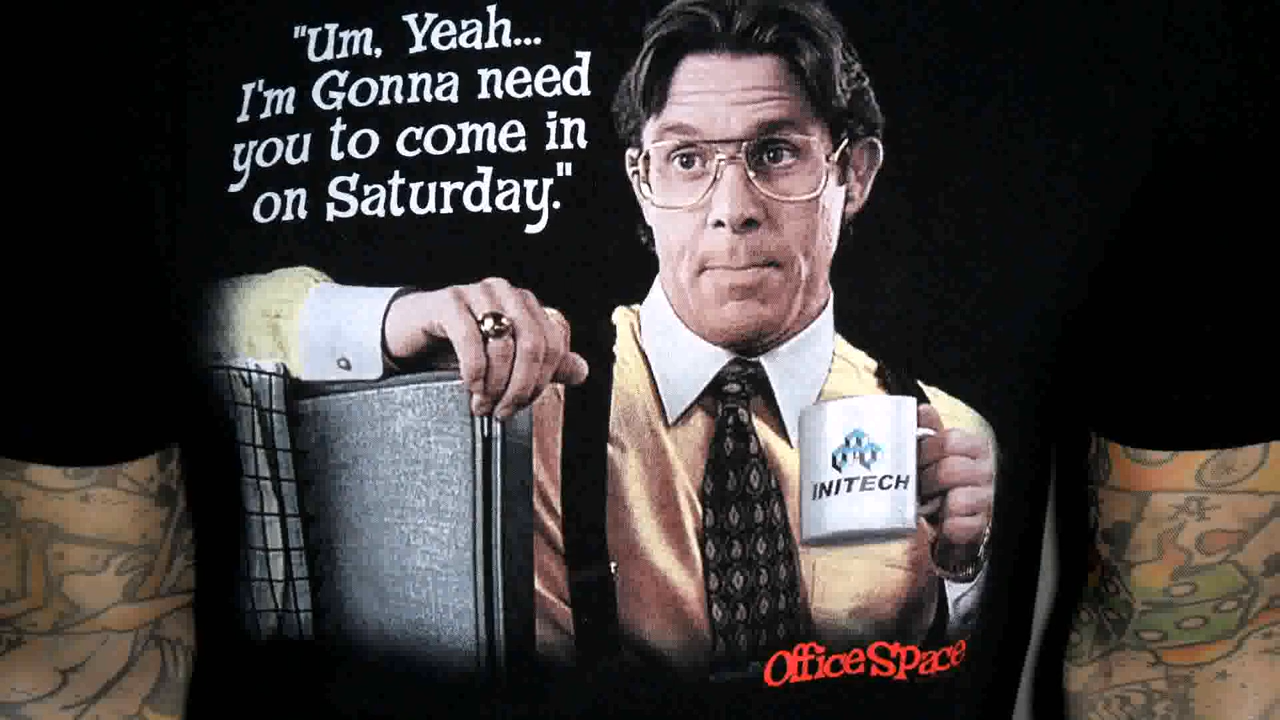 "Um, Yeah...
I'm Gonna need
you to come in
on Saturday."
INITECH
Office Space